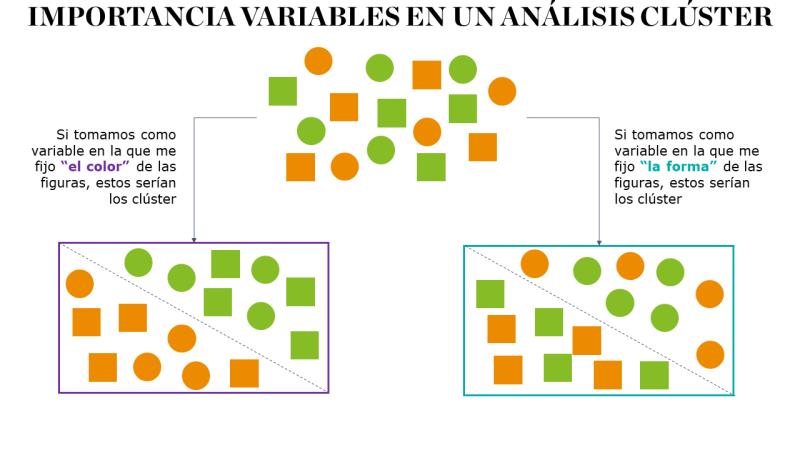 IMPORTANCIA VARIABLES EN UN ANÁLISIS CLÚSTER
Si tomamos como
variable en la que me
fijo “el color” de las
figuras, estos serían
los clúster
Si tomamos como
variable en la que me
fijo “la forma” de las
figuras, estos serían
los clúster